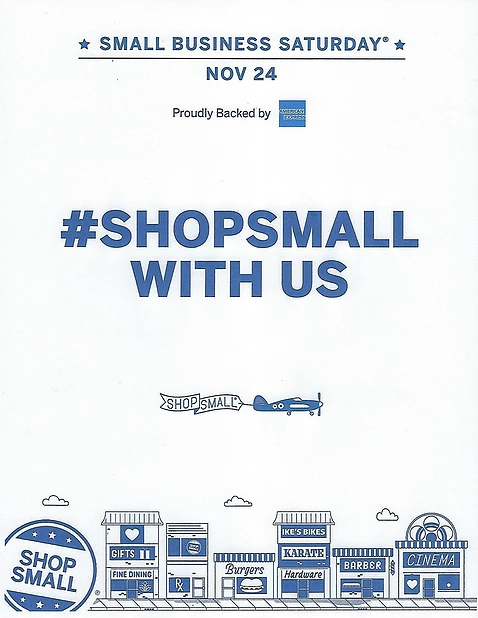 ★ SMALL BUSINESS SATURDAY® ★
NOV 24
Proudly Backed by
AMERICAN
EXPRESS
#SHOPSMALL
WITH US
SHOP SMALL®
SHOP
SMALL
®
GIFTS
FINE DINING
RX
Burgers
IKE'S BIKES
KARATE
Hardware
BARBER
CINEMA